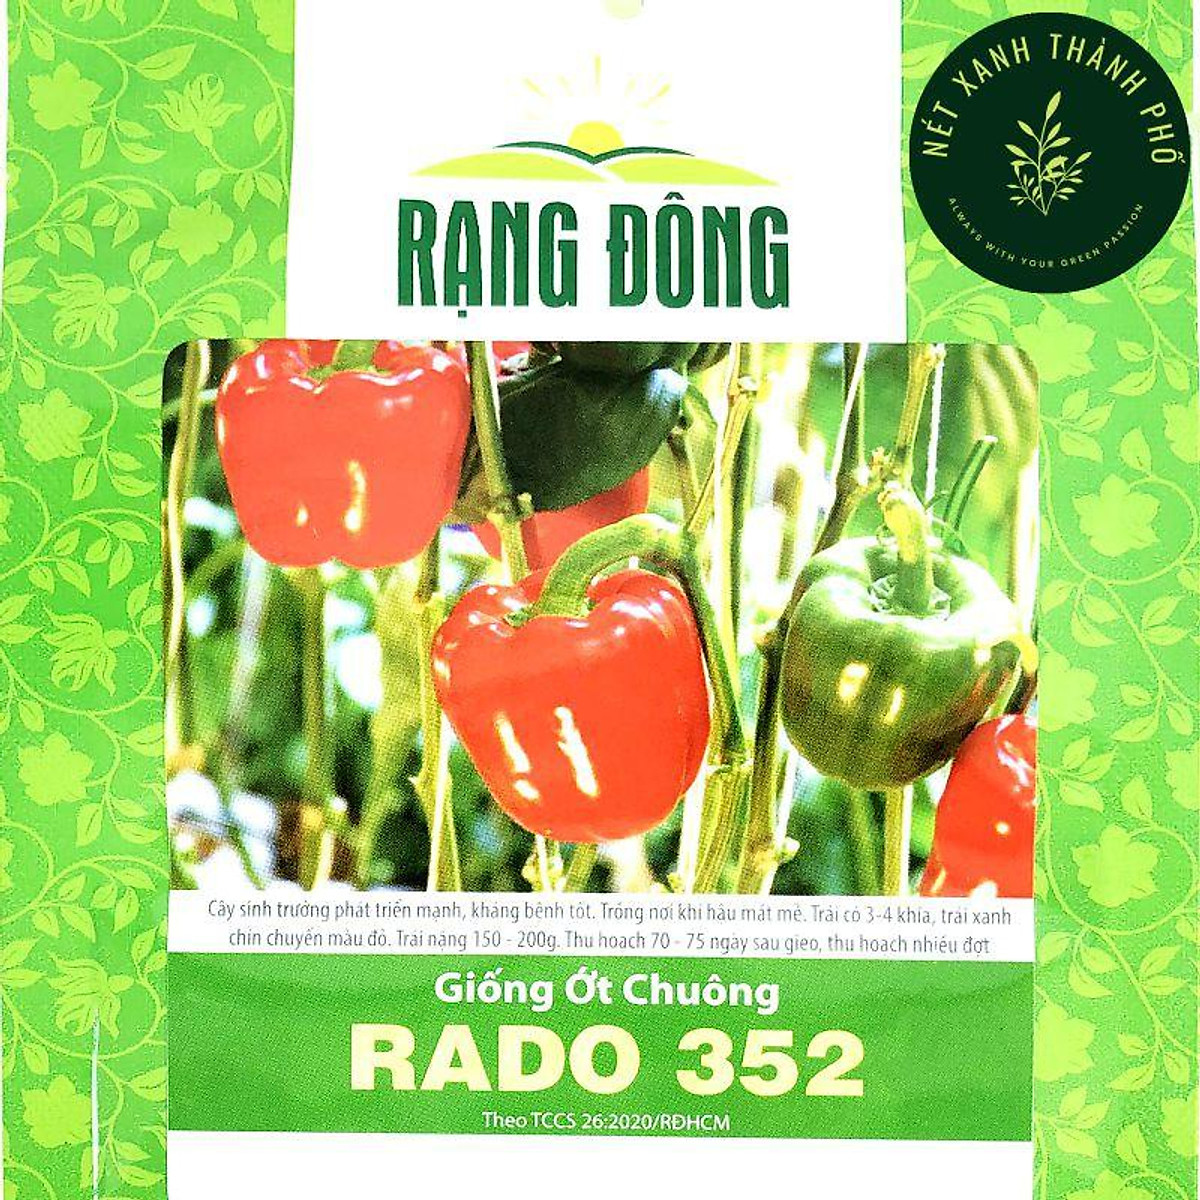 NÉT XANH THÀNH PHỐ
ALWAYS WITH YOUR GREEN PASSION
RẠNG ĐÔNG
Cây sinh trưởng phát triển mạnh, kháng bệnh tốt. Trồng nơi khí hậu mát mẻ. Trái có 3-4 khía, trái xanh
chín chuyển màu đỏ. Trái nặng 150 - 200g. Thu hoạch 70 - 75 ngày sau gieo, thu hoạch nhiều đợt
Giống Ớt Chuông
RADO 352
Theo TCCS 26:2020/RĐHCM